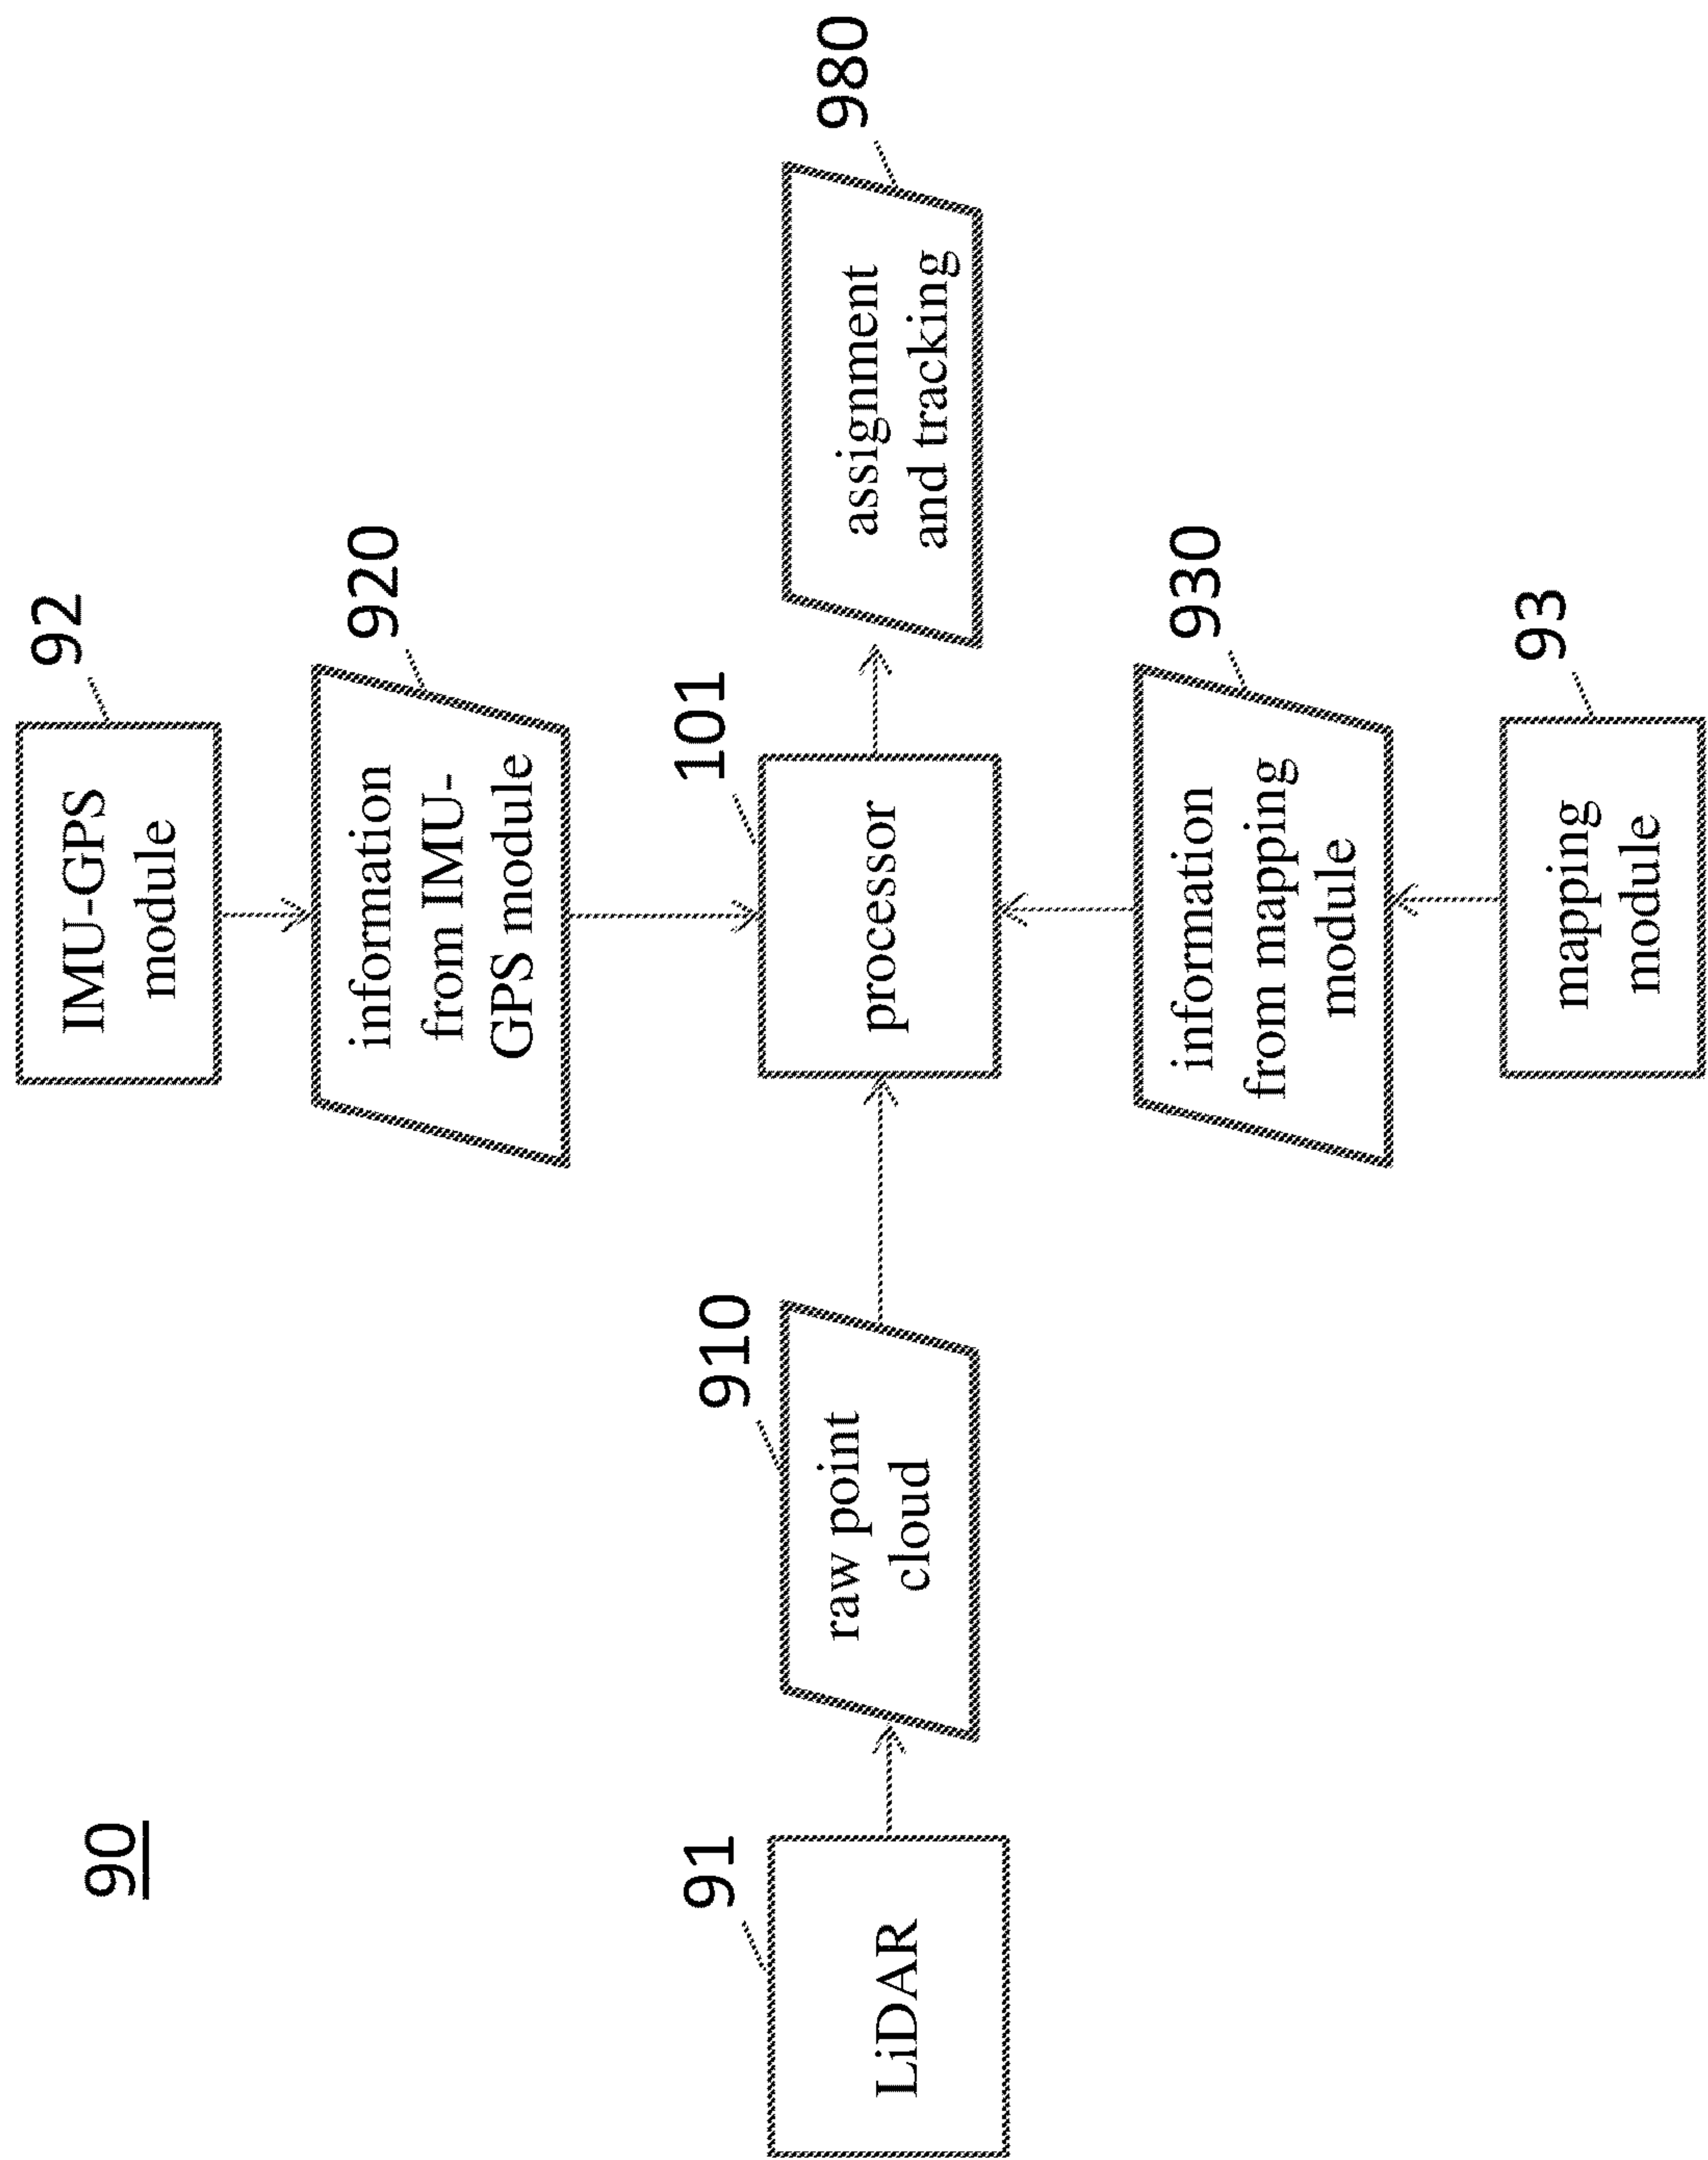 90
92
IMU-GPS
module
920
information
from IMU-
GPS module
91
LiDAR
910
raw point
cloud
101
processor
980
assignment
and tracking
930
information
from mapping
module
93
mapping
module